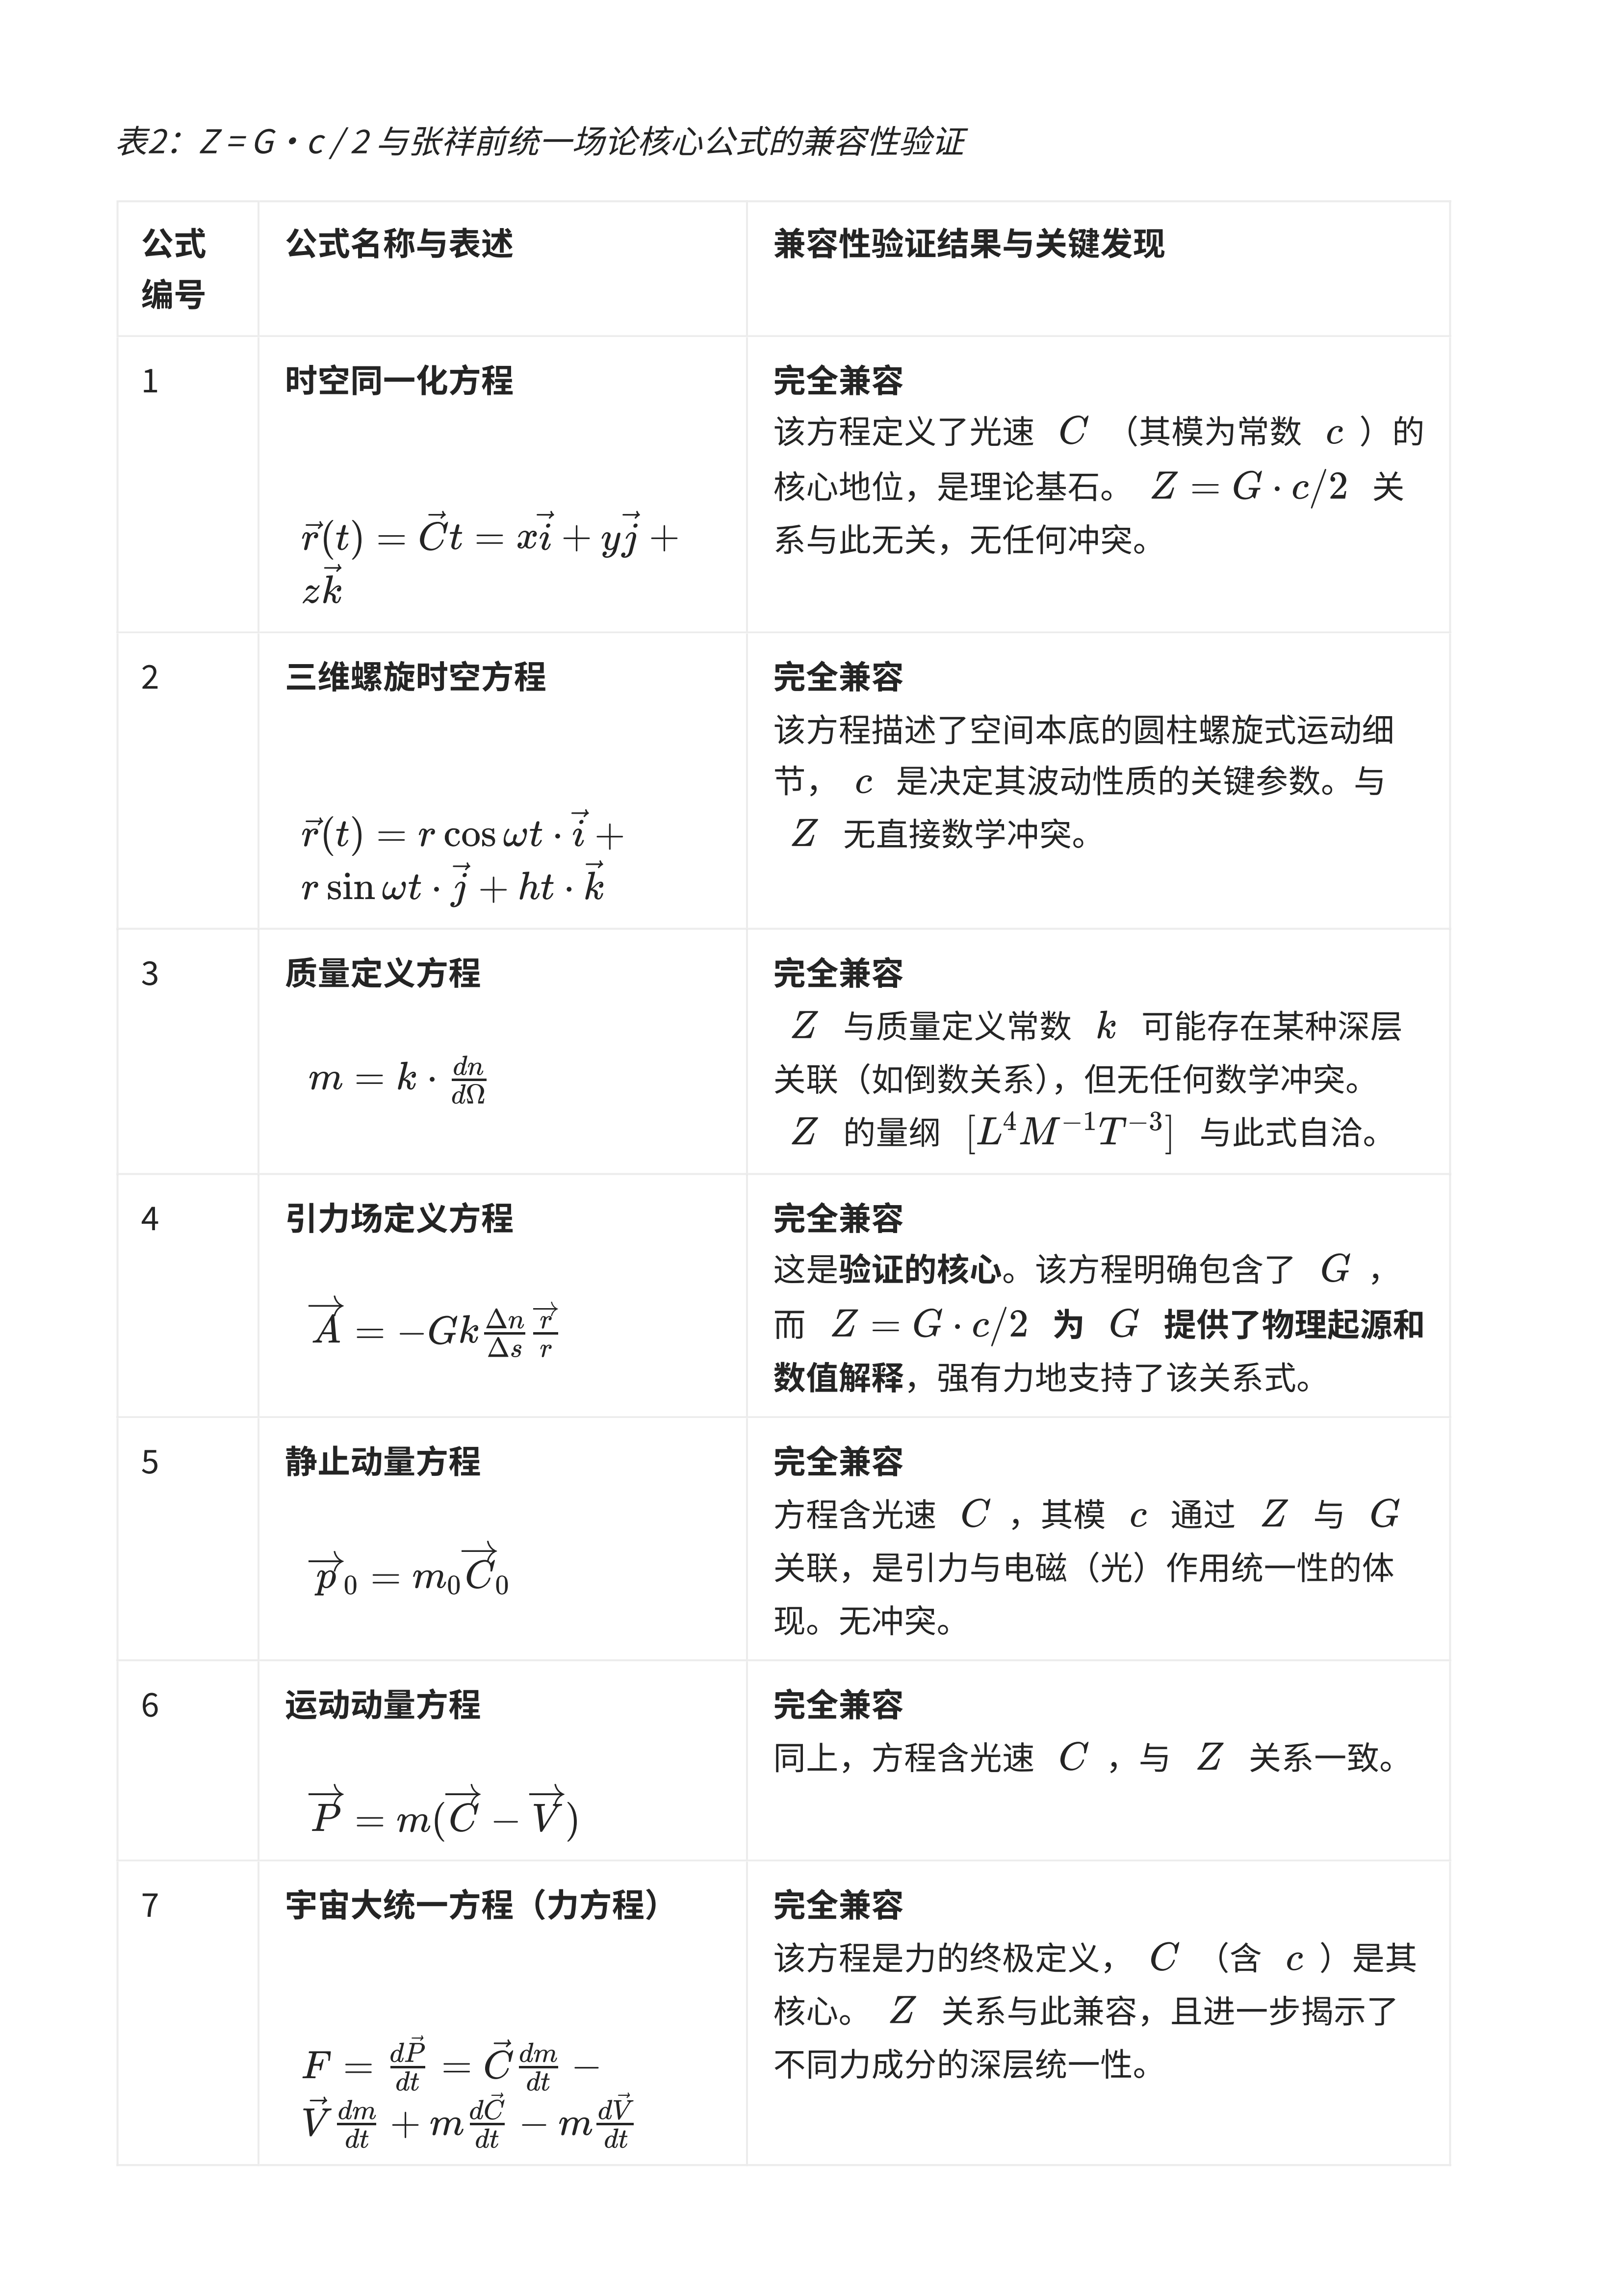 表2：Z = G · c / 2 与张祥前统一场论核心公式的兼容性验证
公式
编号
公式名称与表述
兼容性验证结果与关键发现
1
时空同一化方程
$\vec{r}(t) = \vec{C}t = x\vec{i} + y\vec{j} +$
$z\vec{k}$
完全兼容
该方程定义了光速 C （其模为常数 c ）的
核心地位，是理论基石。 Z = G · c/2 关
系与此无关，无任何冲突。
2
三维螺旋时空方程
$\vec{r}(t) = r\cos\omega t \cdot \vec{i} +$
$r\sin\omega t \cdot \vec{j} + ht \cdot \vec{k}$
完全兼容
该方程描述了空间本底的圆柱螺旋式运动细
节， c 是决定其波动性质的关键参数。与
Z 无直接数学冲突。
3
质量定义方程
$m = k \cdot \frac{dn}{d\Omega}$
完全兼容
Z 与质量定义常数 k 可能存在某种深层
关联（如倒数关系），但无任何数学冲突。
Z 的量纲 $[L^4M^{-1}T^{-3}]$ 与此式自洽。
4
引力场定义方程
$\overrightarrow{A} = -Gk\frac{\Delta n}{\Delta s}\frac{\overrightarrow{r}}{r}$
完全兼容
这是验证的核心。该方程明确包含了 G ，
而 Z = G · c/2 为 G 提供了物理起源和
数值解释，强有力地支持了该关系式。
5
静止动量方程
$\overrightarrow{p}_0 = m_0\overrightarrow{C}_0$
完全兼容
方程含光速 C ，其模 c 通过 Z 与 G
关联，是引力与电磁（光）作用统一性的体
现。无冲突。
6
运动动量方程
$\overrightarrow{P} = m(\overrightarrow{C} - \overrightarrow{V})$
完全兼容
同上，方程含光速 C ，与 Z 关系一致。
7
宇宙大统一方程（力方程）
$F = \frac{d\vec{P}}{dt} = \vec{C}\frac{dm}{dt} -$
$\vec{V}\frac{dm}{dt} + m\frac{d\vec{C}}{dt} - m\frac{d\vec{V}}{dt}$
完全兼容
该方程是力的终极定义， C （含 c ）是其
核心。 Z 关系与此兼容，且进一步揭示了
不同力成分的深层统一性。